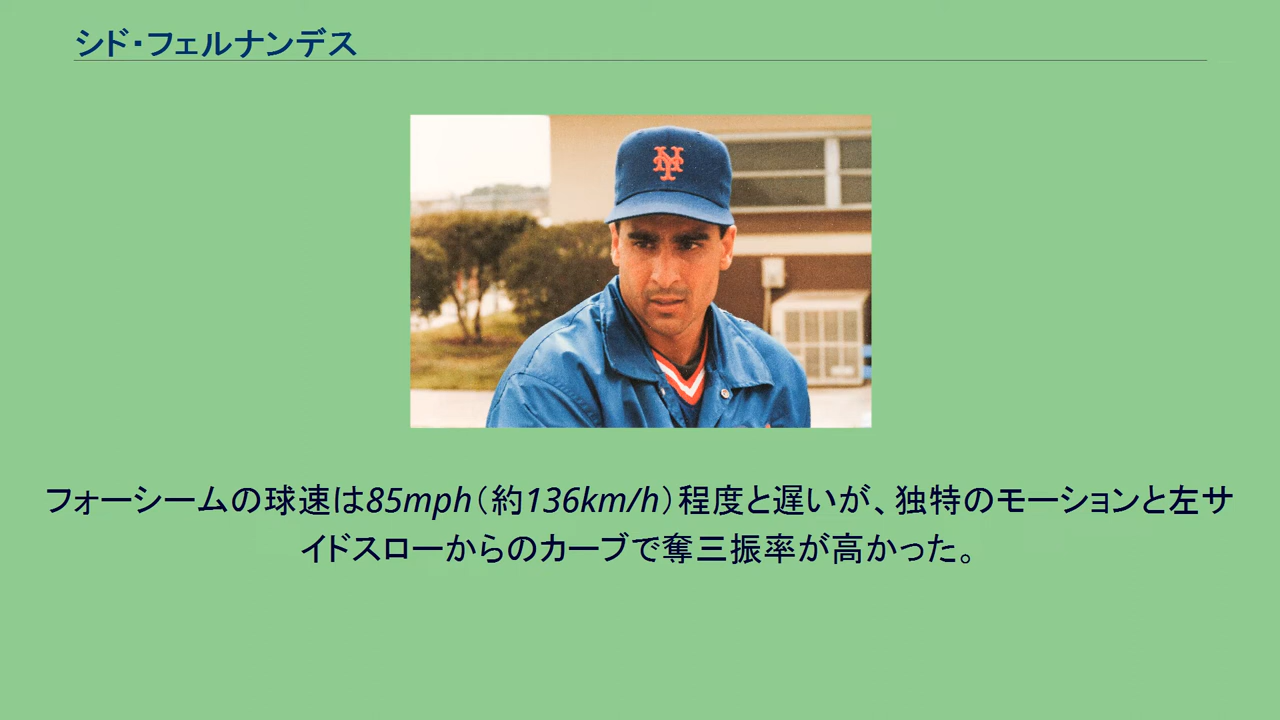 シド・フェルナンデス
NY
フォーシームの球速は85mph（約136km/h）程度と遅いが、独特のモーションと左サ
イドスローからのカーブで奪三振率が高かった。